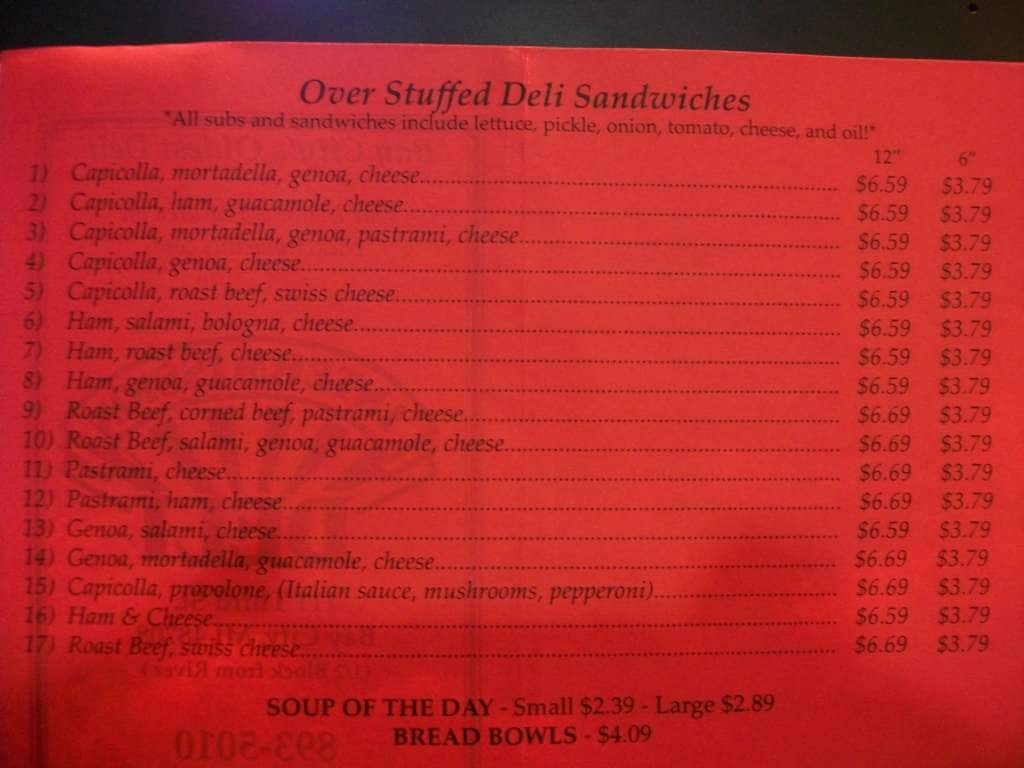 Over Stuffed Deli Sandwiches
*All subs and sandwiches include lettuce, pickle, onion, tomato, cheese, and oil!*
12" 6"
1) Capicolla, mortadella, genoa, cheese $6.59 $3.79
2) Capicolla, ham, guacamole, cheese $6.59 $3.79
3) Capicolla, mortadella, genoa, pastrami, cheese $6.59 $3.79
4) Capicolla, genoa, cheese $6.59 $3.79
5) Capicolla, roast beef, swiss cheese $6.59 $3.79
6) Ham, salami, bologna, cheese $6.59 $3.79
7) Ham, roast beef, cheese $6.59 $3.79
8) Ham, genoa, guacamole, cheese $6.59 $3.79
9) Roast Beef, corned beef, pastrami, cheese $6.69 $3.79
10) Roast Beef, salami, genoa, guacamole, cheese $6.69 $3.79
11) Pastrami, cheese $6.69 $3.79
12) Pastrami, ham, cheese $6.69 $3.79
13) Genoa, salami, cheese $6.59 $3.79
14) Genoa, mortadella, guacamole, cheese $6.69 $3.79
15) Capicolla, provolone, (Italian sauce, mushrooms, pepperoni) $6.69 $3.79
16) Ham & Cheese $6.59 $3.79
17) Roast Beef, swiss cheese $6.69 $3.79
SOUP OF THE DAY - Small $2.39 - Large $2.89
BREAD BOWLS - $4.09
(1/2 Block from River)
893-5010